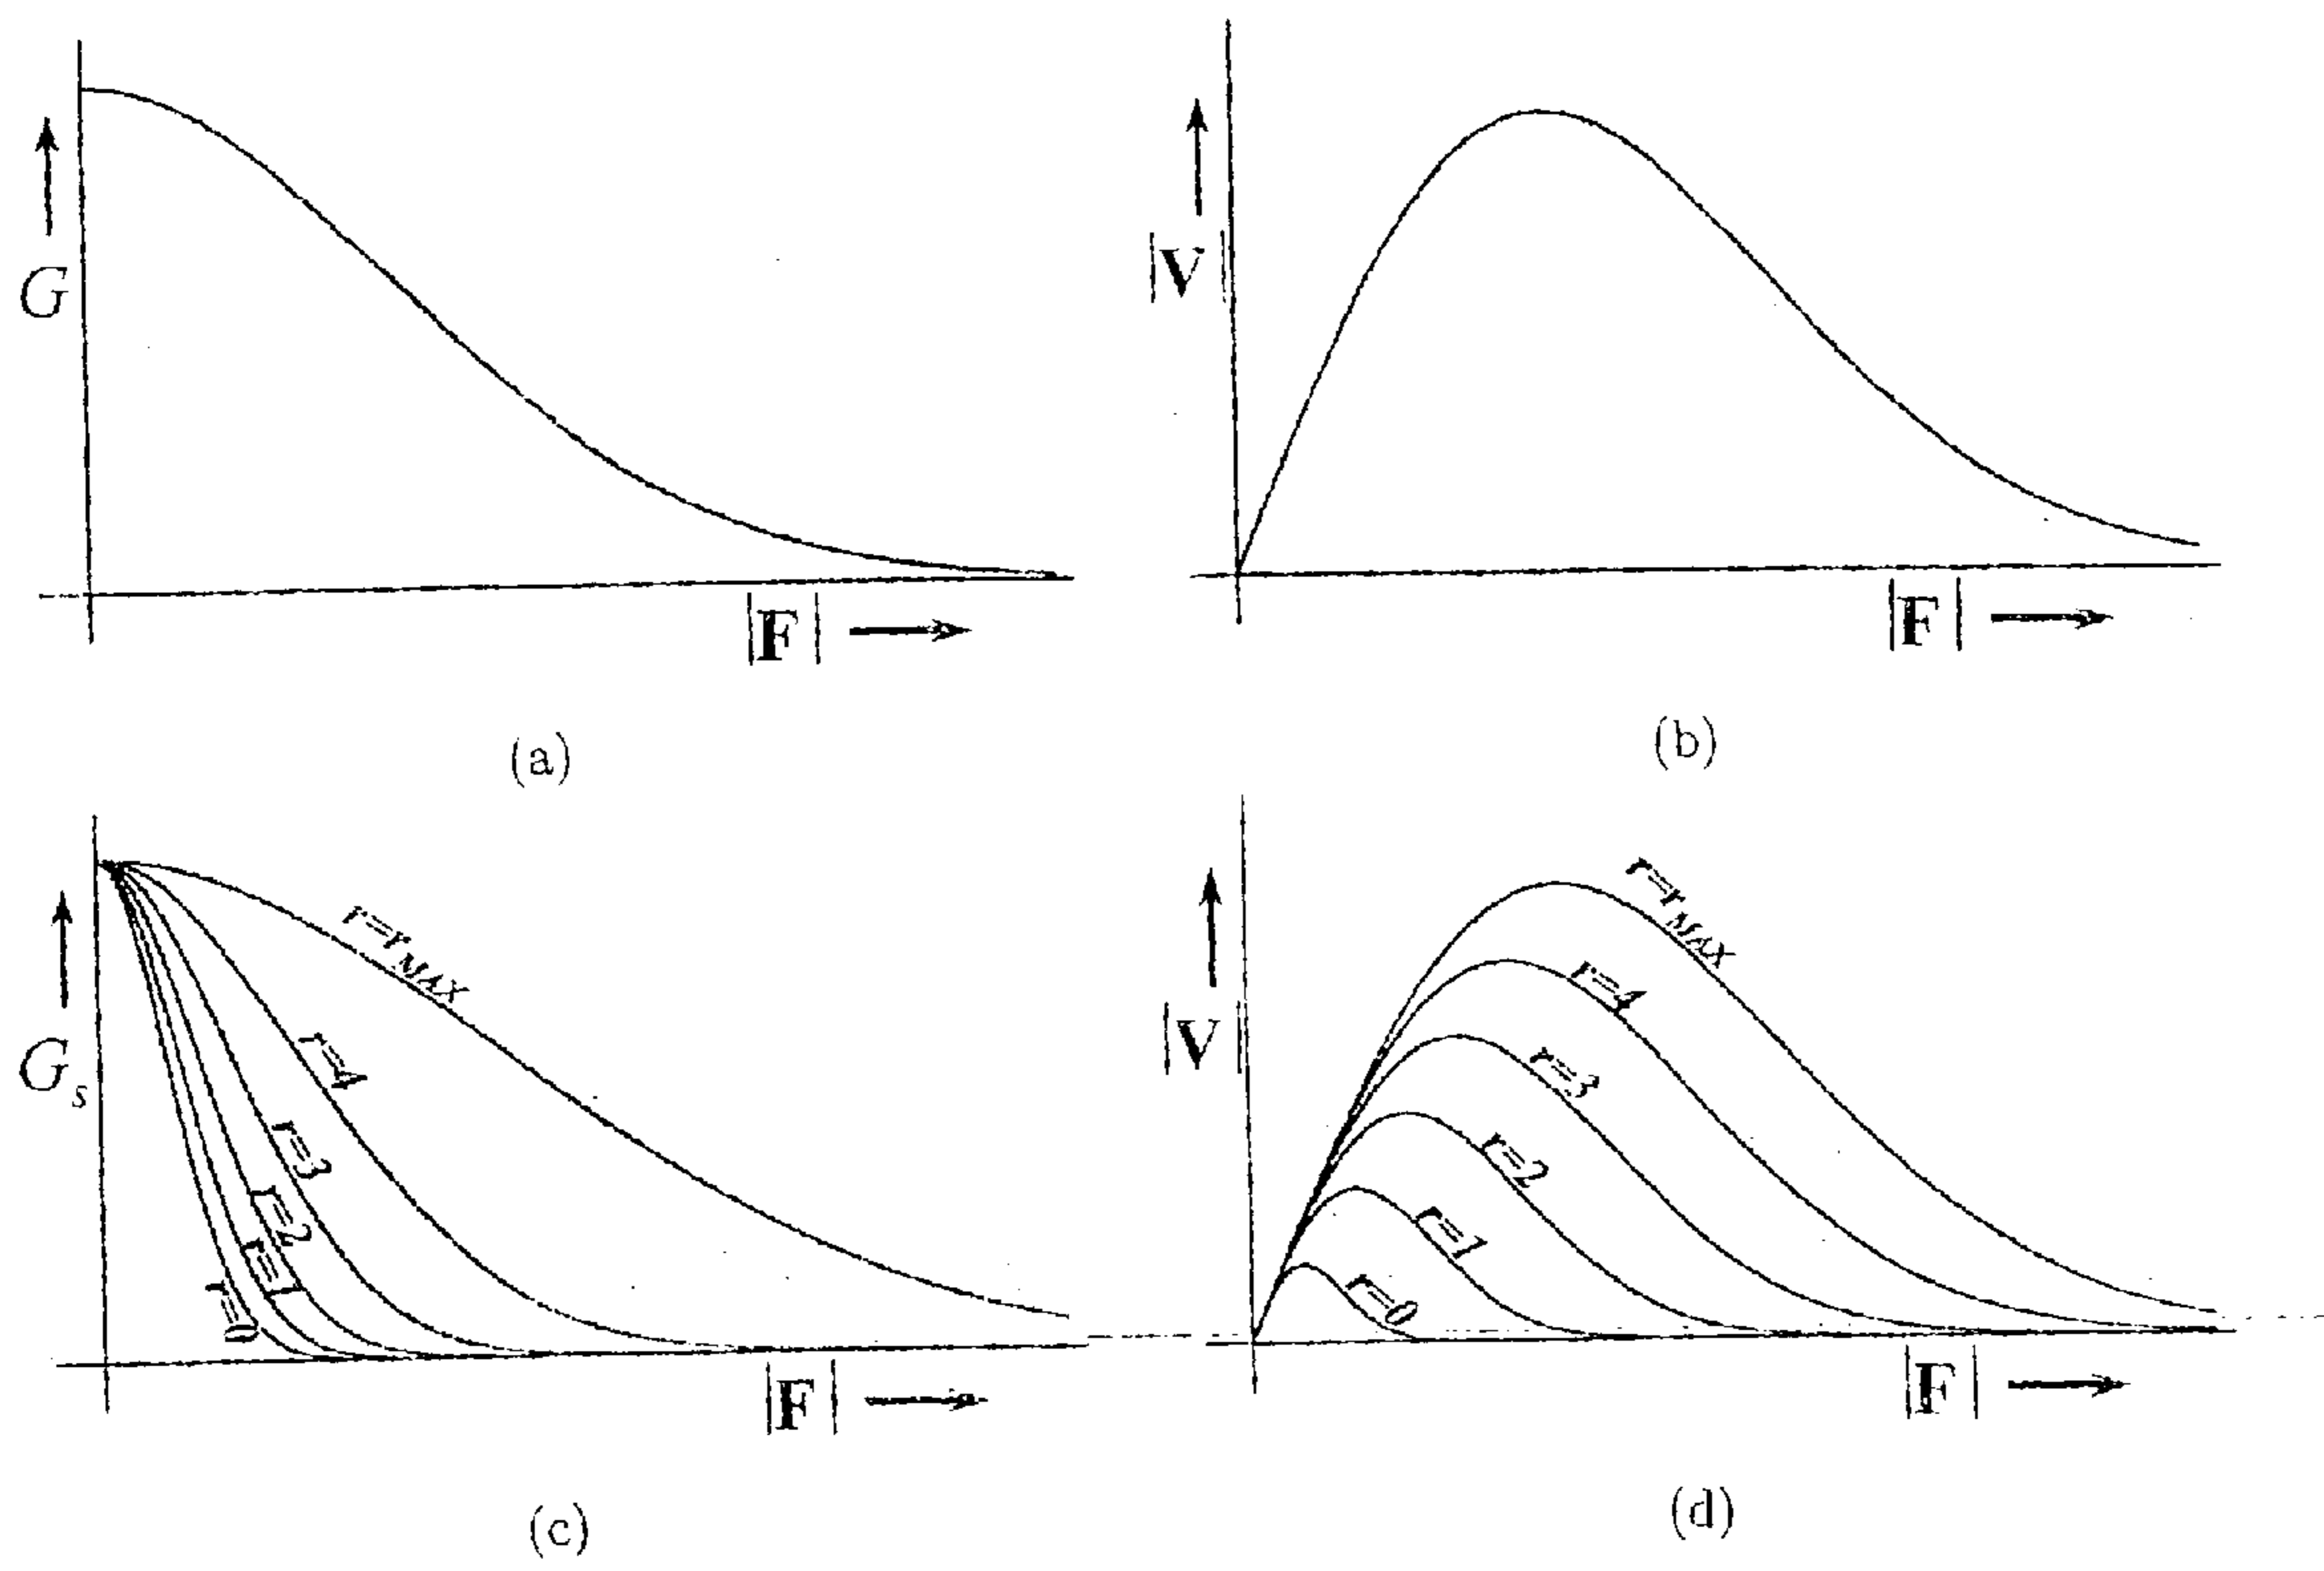 G
|F|
(a)
|V|
|F|
(b)
G_s
r=r_MAX
r=4
r=3
r=2
r=1
r=0
|F|
(c)
|V|
r=r_MAX
r=4
r=3
r=2
r=1
r=0
|F|
(d)